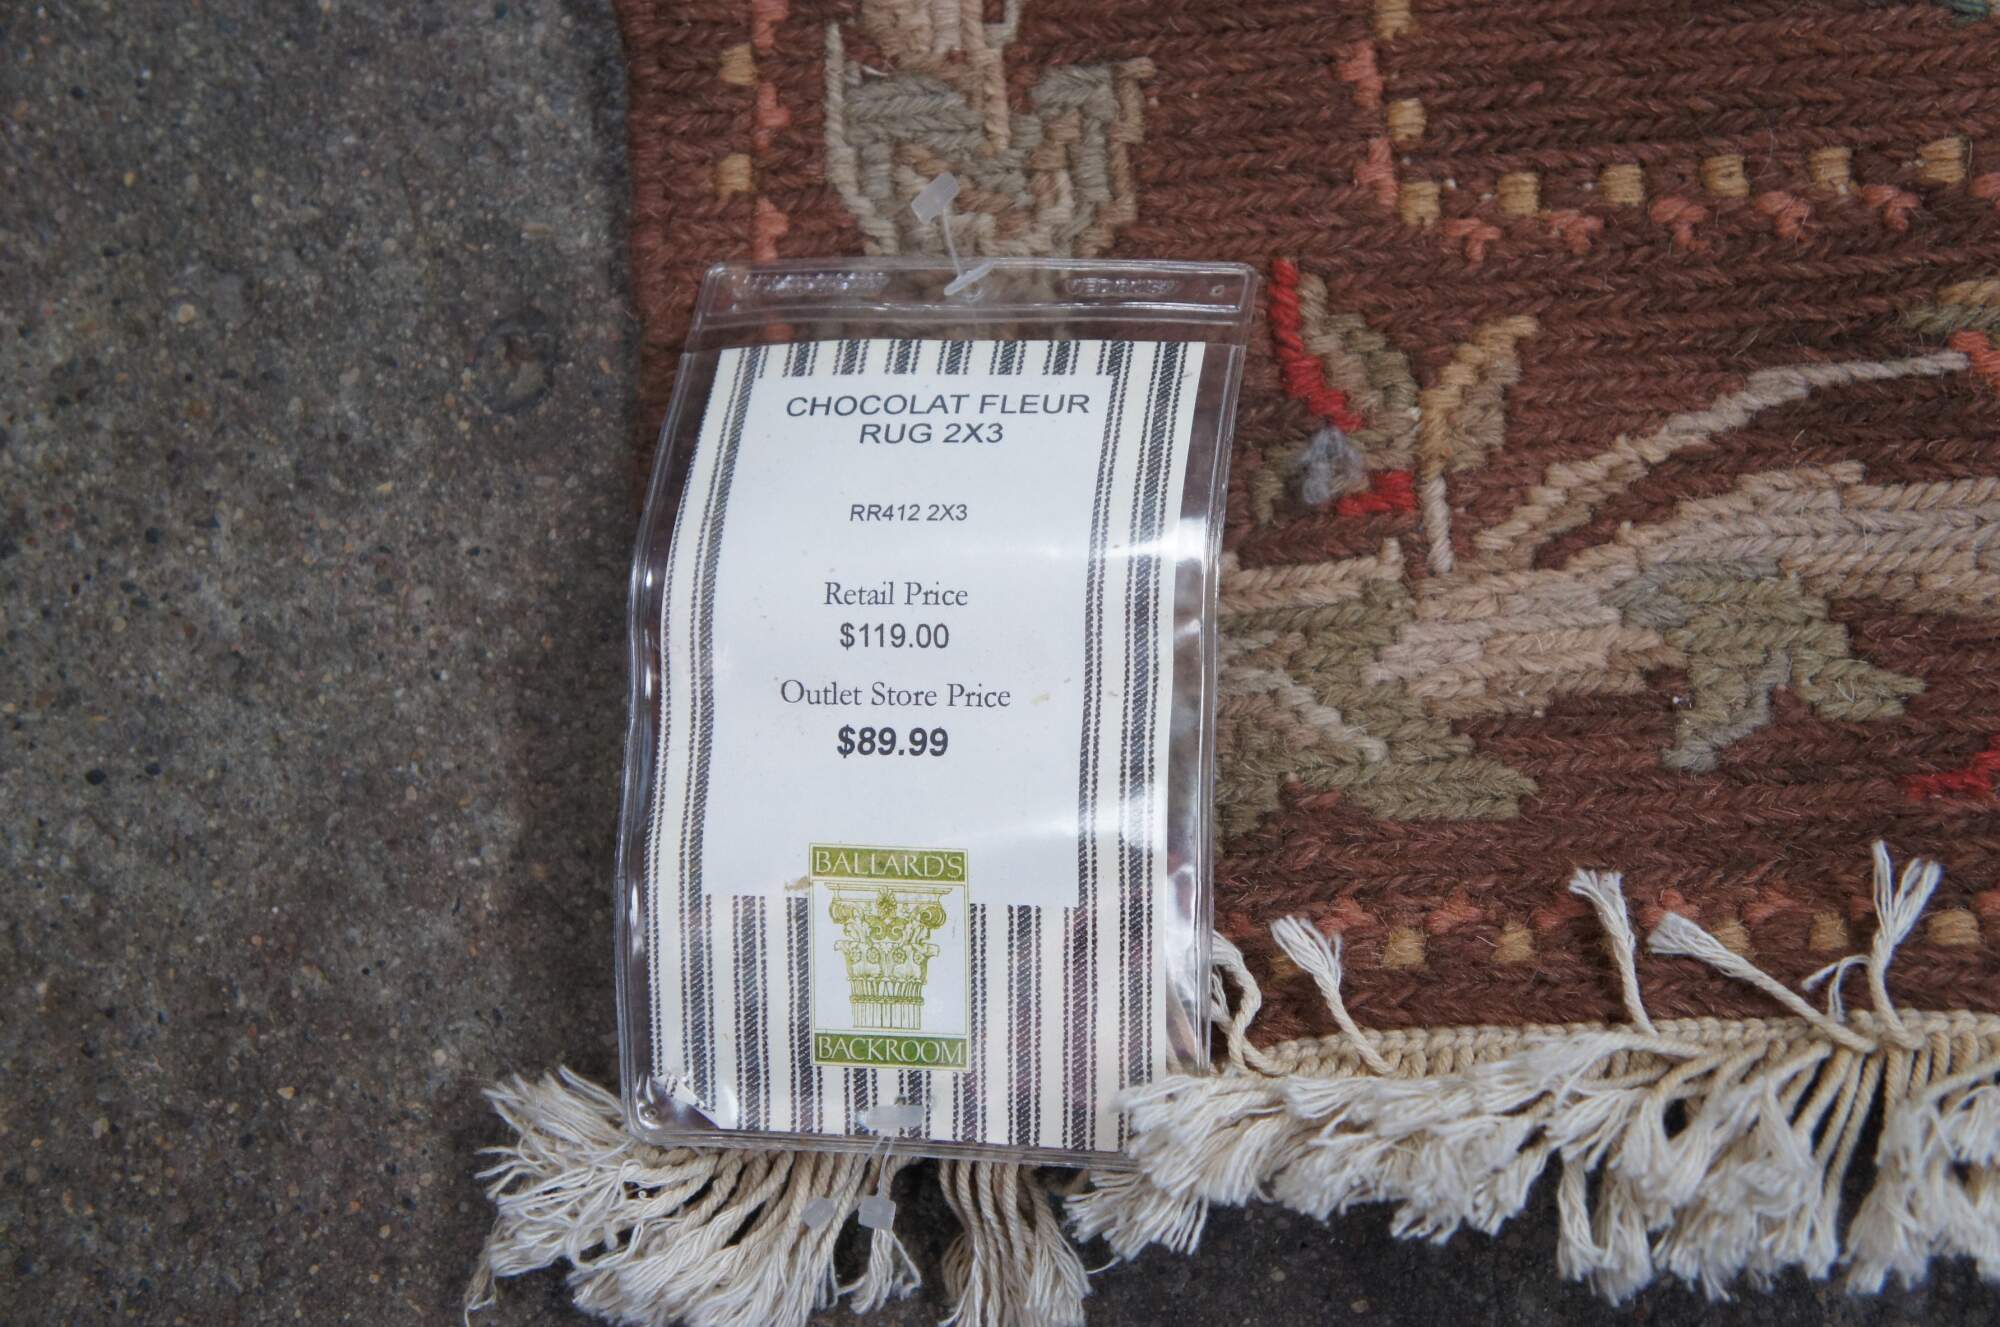 CHOCOLAT FLEUR
RUG 2X3
RR412 2X3
Retail Price
$119.00
Outlet Store Price
$89.99
BALLARD'S
BACKROOM